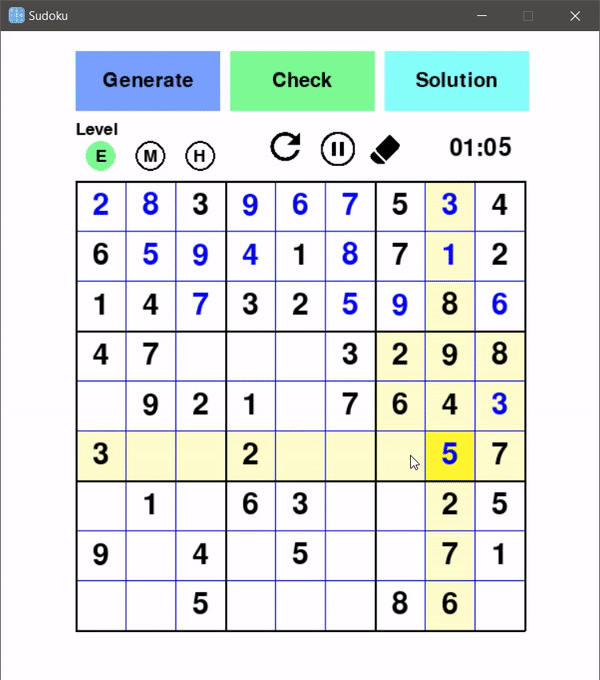 Sudoku
Generate Check Solution
Level
E M H 01:05
2 8 3 9 6 7 5 3 4
6 5 9 4 1 8 7 1 2
1 4 7 3 2 5 9 8 6
4 7 3 2 9 8
9 2 1 7 6 4 3
3 2 5 7
1 6 3 2 5
9 4 5 7 1
5 8 6